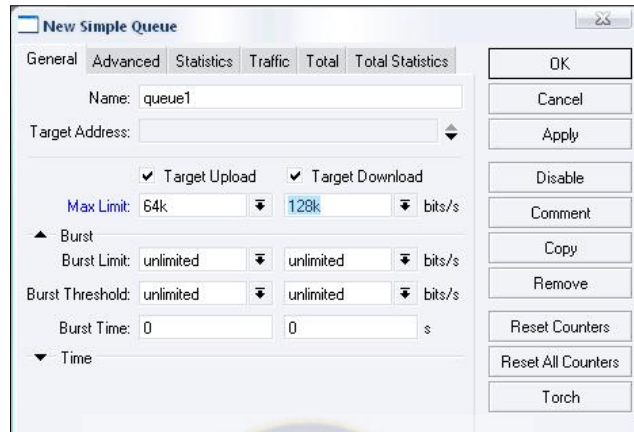 New Simple Queue
General Advanced Statistics Traffic Total Total Statistics
Name: queue1
Target Address:
Target Upload Target Download
Max Limit: 64k 128k bits/s
Burst
Burst Limit: unlimited unlimited bits/s
Burst Threshold: unlimited unlimited bits/s
Burst Time: 0 0 s
Time
OK
Cancel
Apply
Disable
Comment
Copy
Remove
Reset Counters
Reset All Counters
Torch